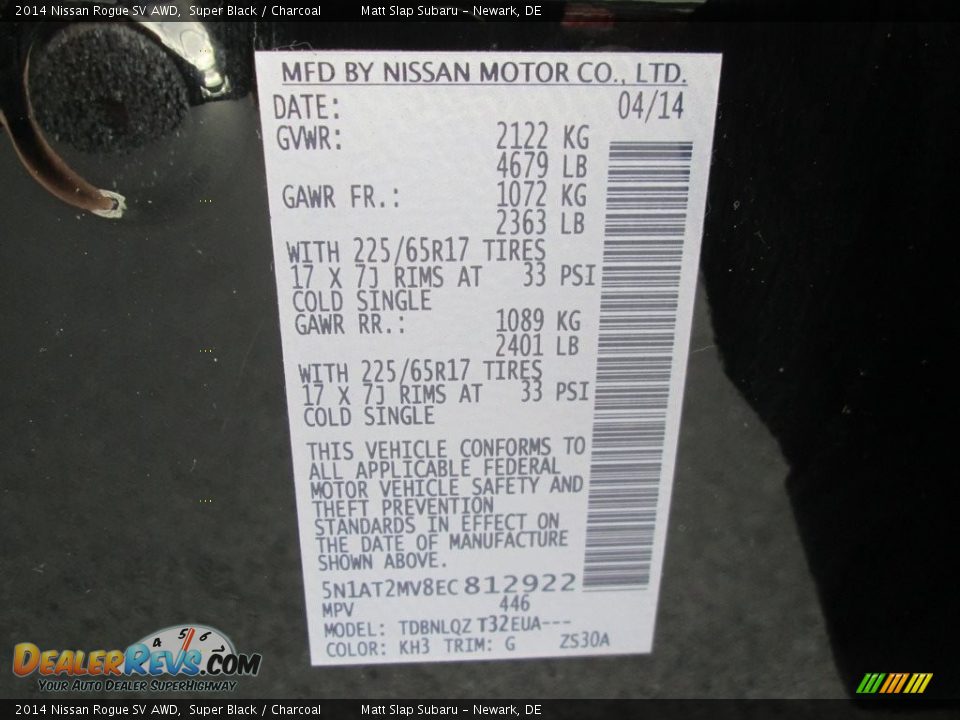 2014 Nissan Rogue SV AWD, Super Black / Charcoal Matt Slap Subaru - Newark, DE
MFD BY NISSAN MOTOR CO., LTD.
DATE: 04/14
GVWR: 2122 KG
4679 LB
GAWR FR.: 1072 KG
2363 LB
WITH 225/65R17 TIRES
17 X 7J RIMS AT 33 PSI
COLD SINGLE
GAWR RR.: 1089 KG
2401 LB
WITH 225/65R17 TIRES
17 X 7J RIMS AT 33 PSI
COLD SINGLE
THIS VEHICLE CONFORMS TO
ALL APPLICABLE FEDERAL
MOTOR VEHICLE SAFETY AND
THEFT PREVENTION
STANDARDS IN EFFECT ON
THE DATE OF MANUFACTURE
SHOWN ABOVE.
5N1AT2MV8EC812922
MPV 446
MODEL: TDBNLQZ T32EUA---
COLOR: KH3 TRIM: G ZS30A
4 5 6
DEALERREVS.COM
YOUR AUTO DEALER SUPERHIGHWAY
2014 Nissan Rogue SV AWD, Super Black / Charcoal Matt Slap Subaru - Newark, DE